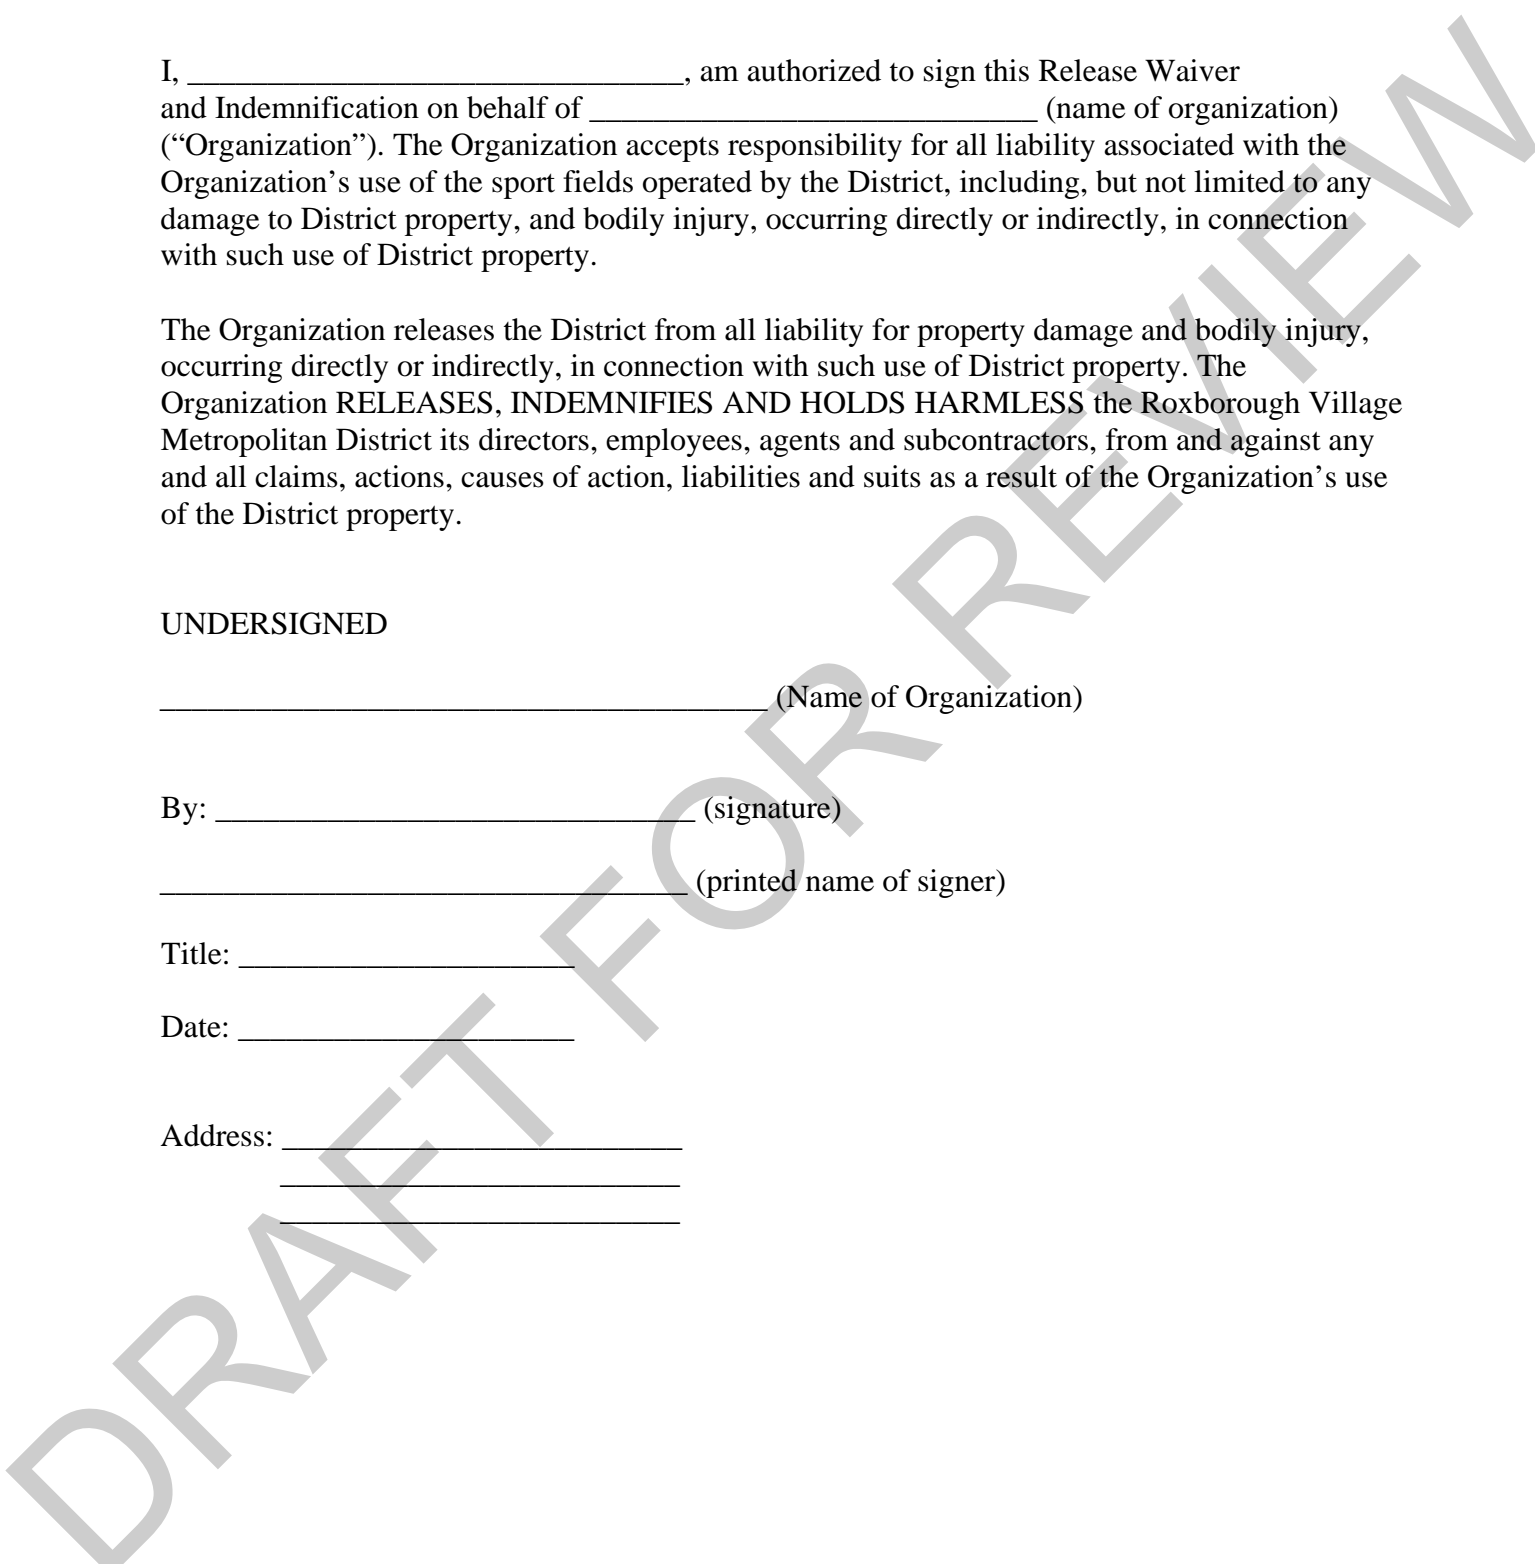 I, _______________________________, am authorized to sign this Release Waiver
and Indemnification on behalf of ____________________________ (name of organization)
(“Organization”). The Organization accepts responsibility for all liability associated with the
Organization’s use of the sport fields operated by the District, including, but not limited to any
damage to District property, and bodily injury, occurring directly or indirectly, in connection
with such use of District property.
The Organization releases the District from all liability for property damage and bodily injury,
occurring directly or indirectly, in connection with such use of District property. The
Organization RELEASES, INDEMNIFIES AND HOLDS HARMLESS the Roxborough Village
Metropolitan District its directors, employees, agents and subcontractors, from and against any
and all claims, actions, causes of action, liabilities and suits as a result of the Organization’s use
of the District property.
UNDERSIGNED
______________________________________ (Name of Organization)
By: ______________________________ (signature)
_________________________________ (printed name of signer)
Title: _____________________
Date: _____________________
Address: _________________________
_________________________
_________________________
DRAFT FOR REVIEW